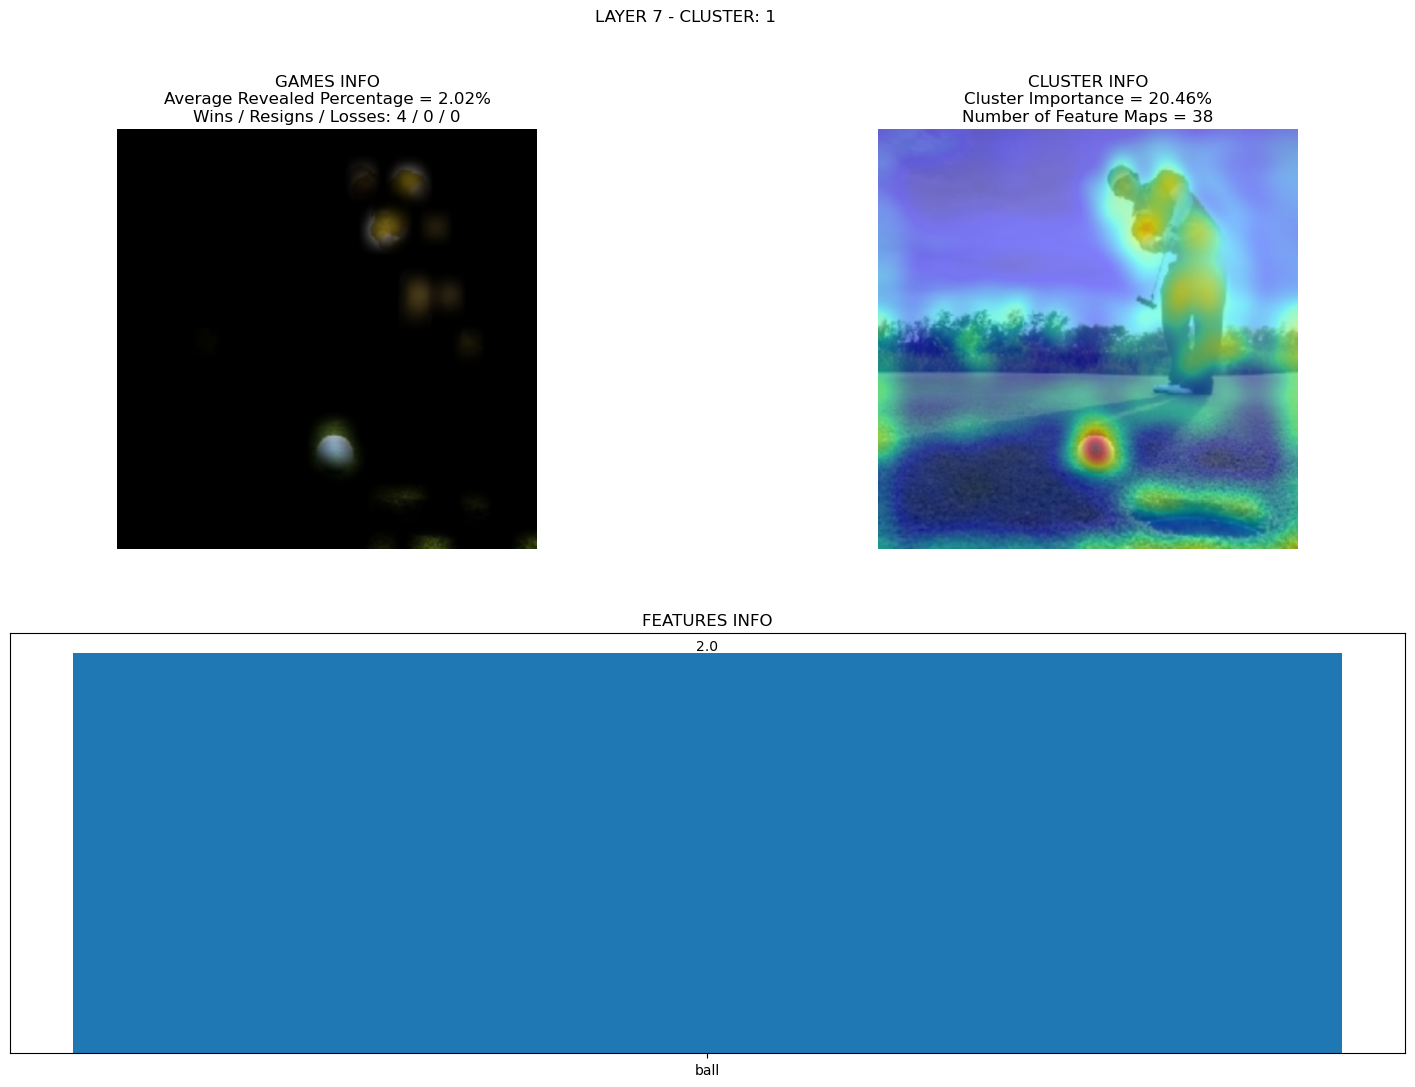 LAYER 7 - CLUSTER: 1
GAMES INFO
Average Revealed Percentage = 2.02%
Wins / Resigns / Losses: 4 / 0 / 0
CLUSTER INFO
Cluster Importance = 20.46%
Number of Feature Maps = 38
FEATURES INFO
2.0
ball